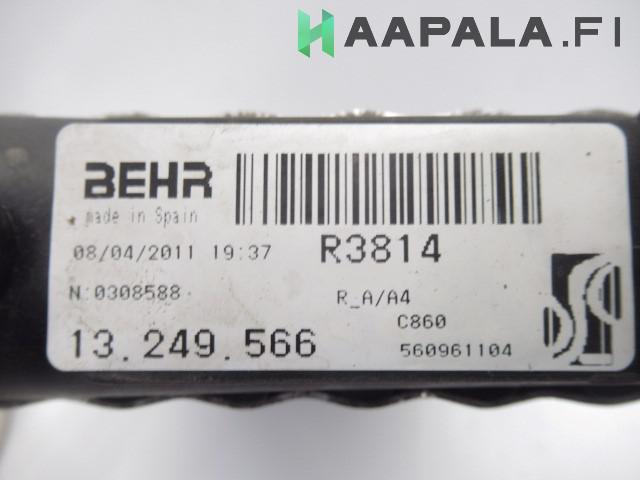 HAAPALA.FI
BEHR
made in Spain
08/04/2011 19:37
R3814
N:0308588
R_A/A4
C860
13.249.566
560961104